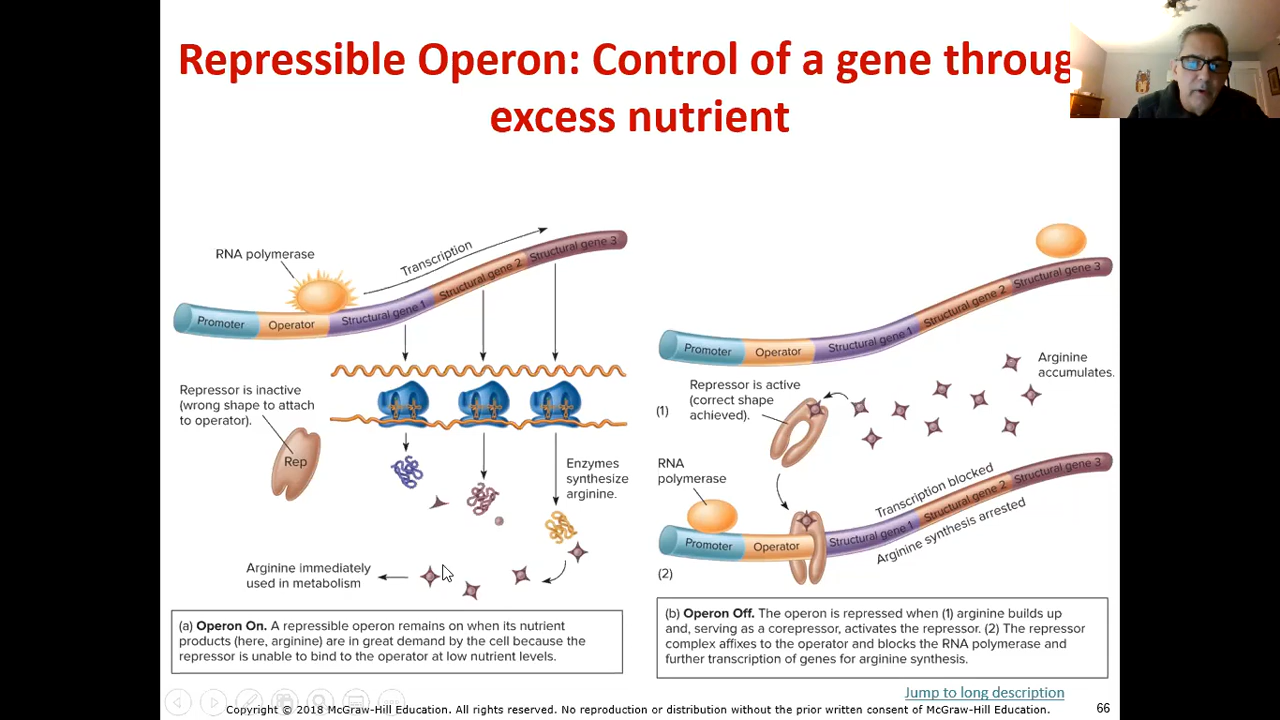 Repressible Operon: Control of a gene throug
excess nutrient
RNA polymerase
Transcription
Promoter
Operator
Structural gene 1
Structural gene 2
Structural gene 3
Repressor is inactive
(wrong shape to attach
to operator).
Rep
Enzymes
synthesize
arginine.
Arginine immediately
used in metabolism
(a) Operon On. A repressible operon remains on when its nutrient
products (here, arginine) are in great demand by the cell because the
repressor is unable to bind to the operator at low nutrient levels.
Promoter
Operator
Structural gene 1
Structural gene 2
Structural gene 3
Repressor is active
(correct shape
achieved).
(1)
Arginine
accumulates.
RNA
polymerase
Promoter
Operator
Structural gene 1
Structural gene 2
Structural gene 3
Transcription blocked
Arginine synthesis arrested
(2)
(b) Operon Off. The operon is repressed when (1) arginine builds up
and, serving as a corepressor, activates the repressor. (2) The repressor
complex affixes to the operator and blocks the RNA polymerase and
further transcription of genes for arginine synthesis.
Jump to long description
Copyright © 2018 McGraw-Hill Education. All rights reserved. No reproduction or distribution without the prior written consent of McGraw-Hill Education.
66